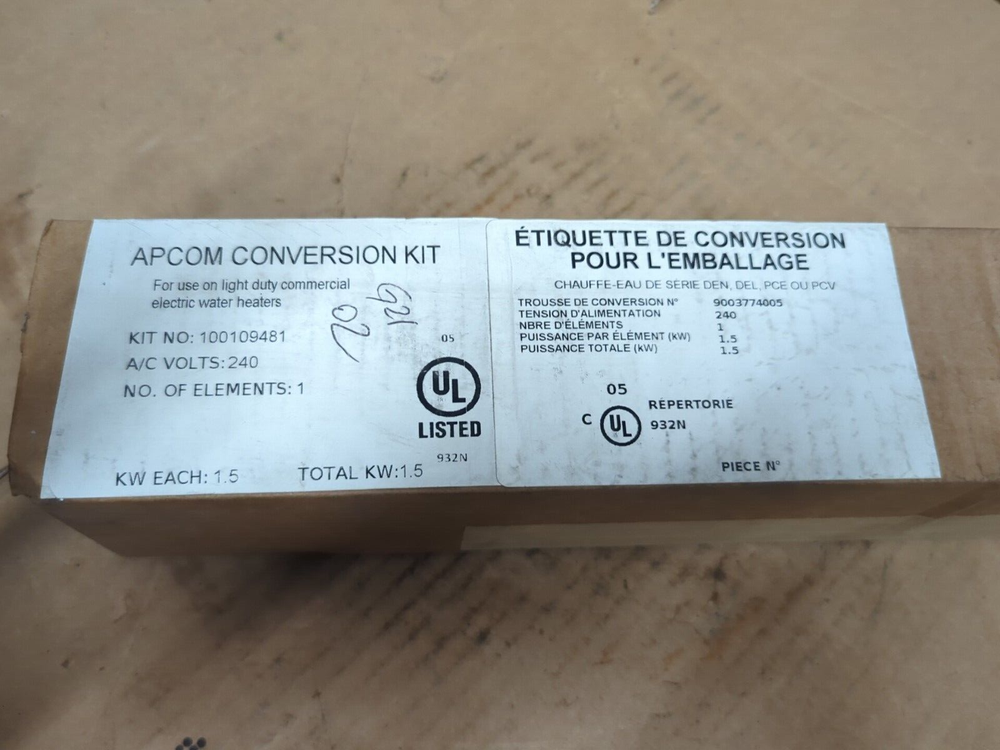 APCOM CONVERSION KIT
For use on light duty commercial
electric water heaters
KIT NO: 100109481
A/C VOLTS: 240
NO. OF ELEMENTS: 1
KW EACH: 1.5
TOTAL KW: 1.5
05
UL
LISTED
932N
ÉTIQUETTE DE CONVERSION
POUR L'EMBALLAGE
CHAUFFE-EAU DE SERIE DEN, DEL, PCE OU PCV
TROUSSE DE CONVERSION N° 9003774005
TENSION D'ALIMENTATION 240
NBRE D'ÉLÉMENTS 1
PUISSANCE PAR ÉLÉMENT (kW) 1.5
PUISSANCE TOTALE (kW) 1.5
05
C UL
RÉPERTORIE
932N
PIECE N°